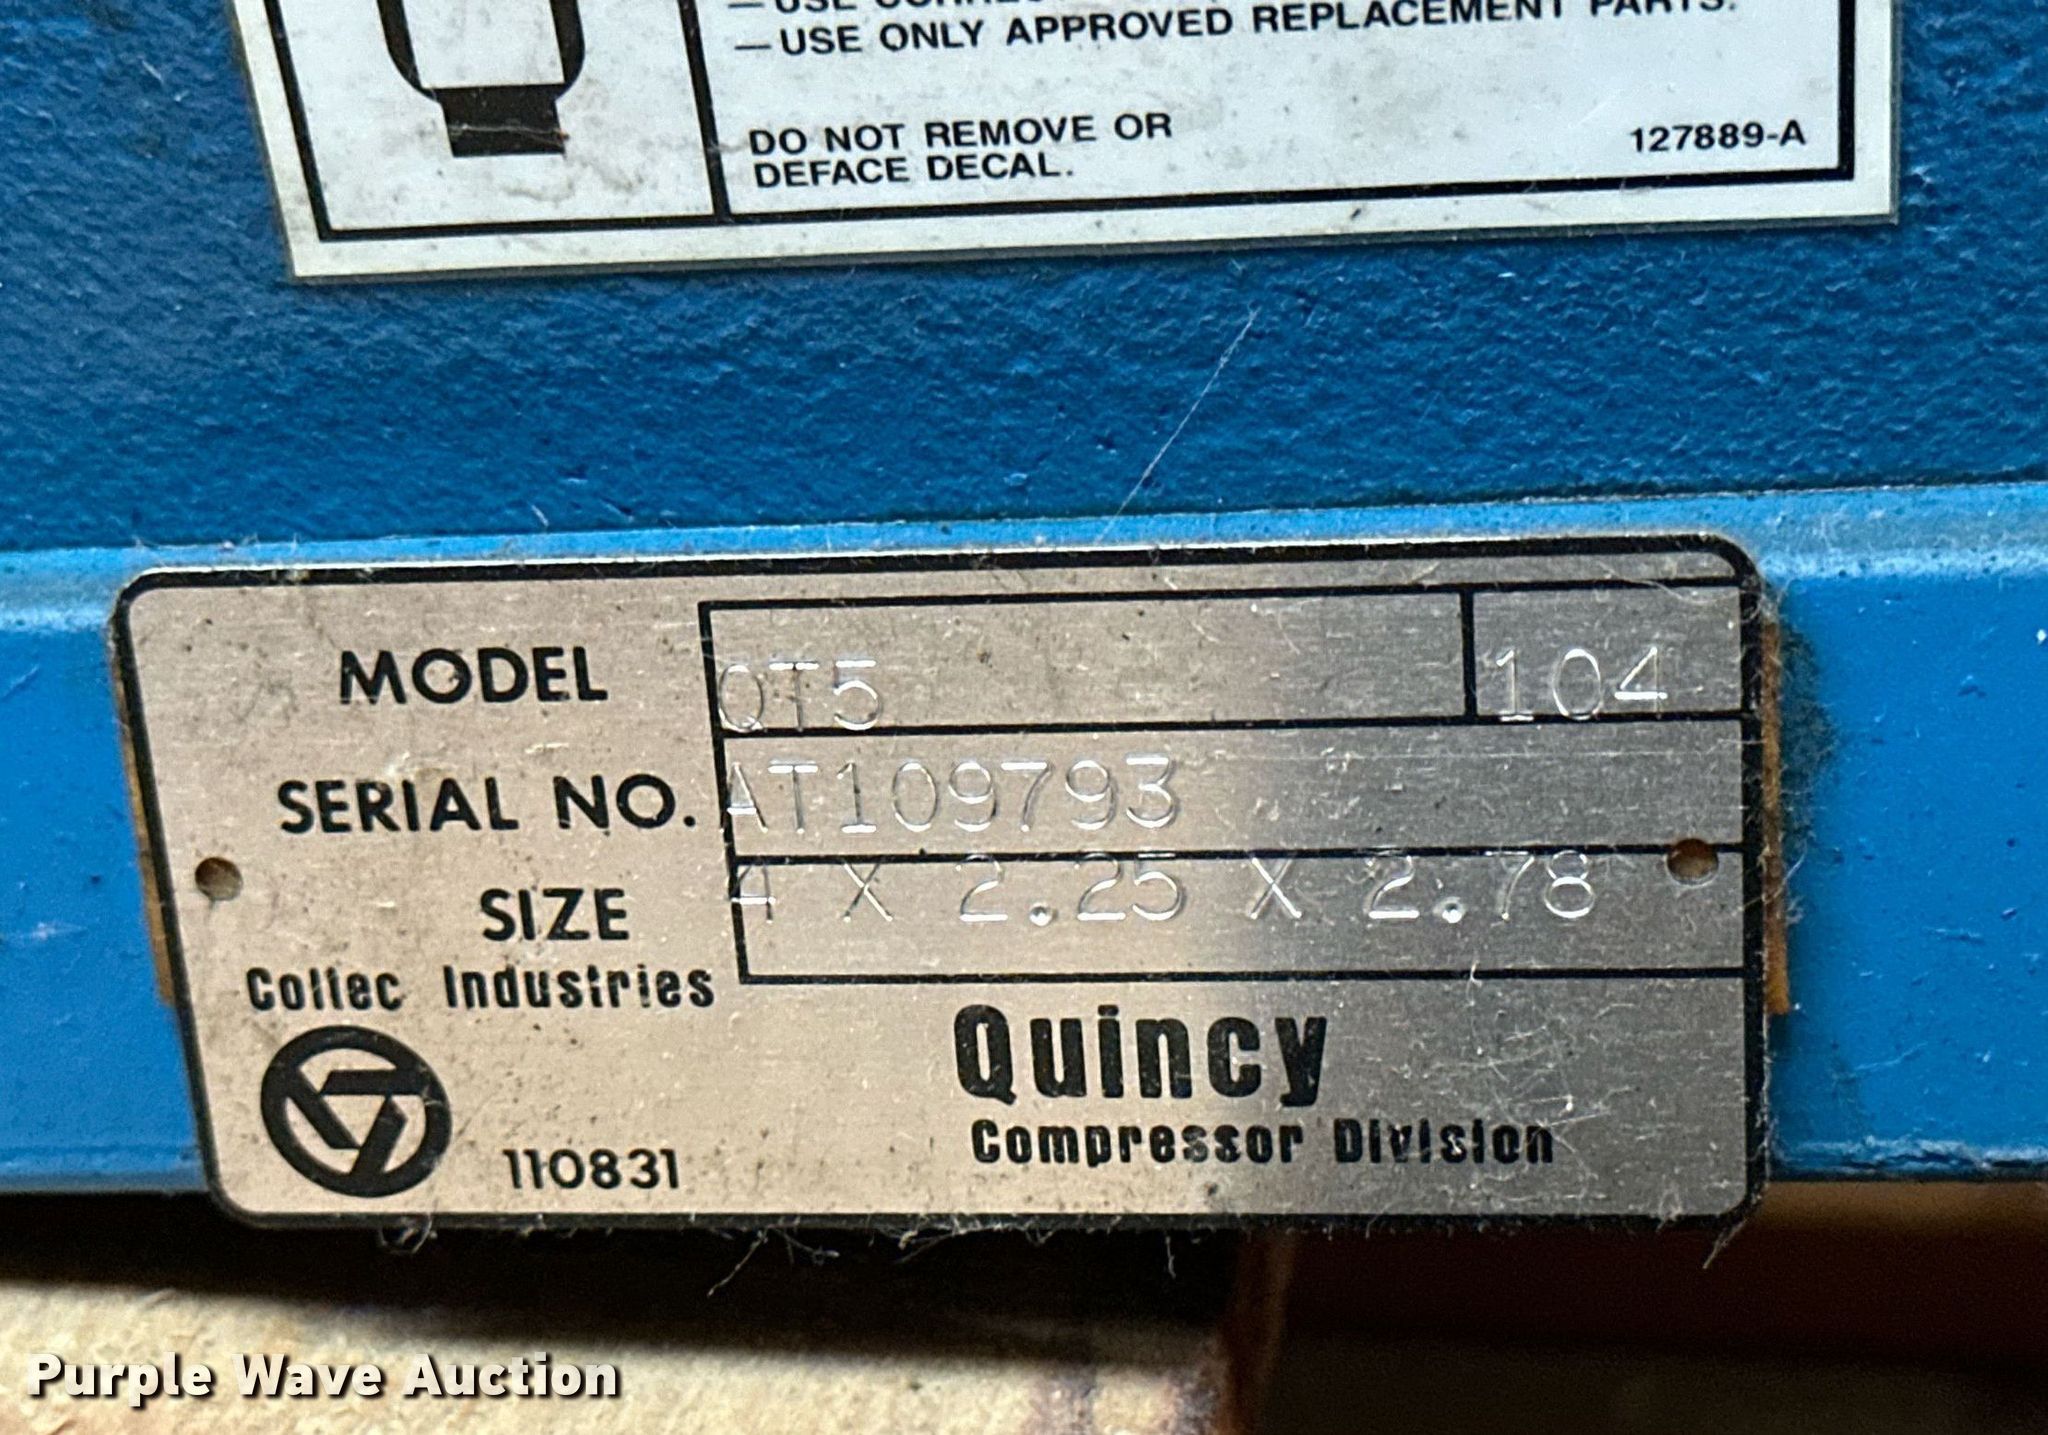 — USE ONLY APPROVED REPLACEMENT PARTS.
DO NOT REMOVE OR
DEFACE DECAL.
127889-A
MODEL QT5 104
SERIAL NO. AT109793
SIZE 4 X 2.25 X 2.78
Coltec Industries
Quincy
Compressor Division
110831
Purple Wave Auction